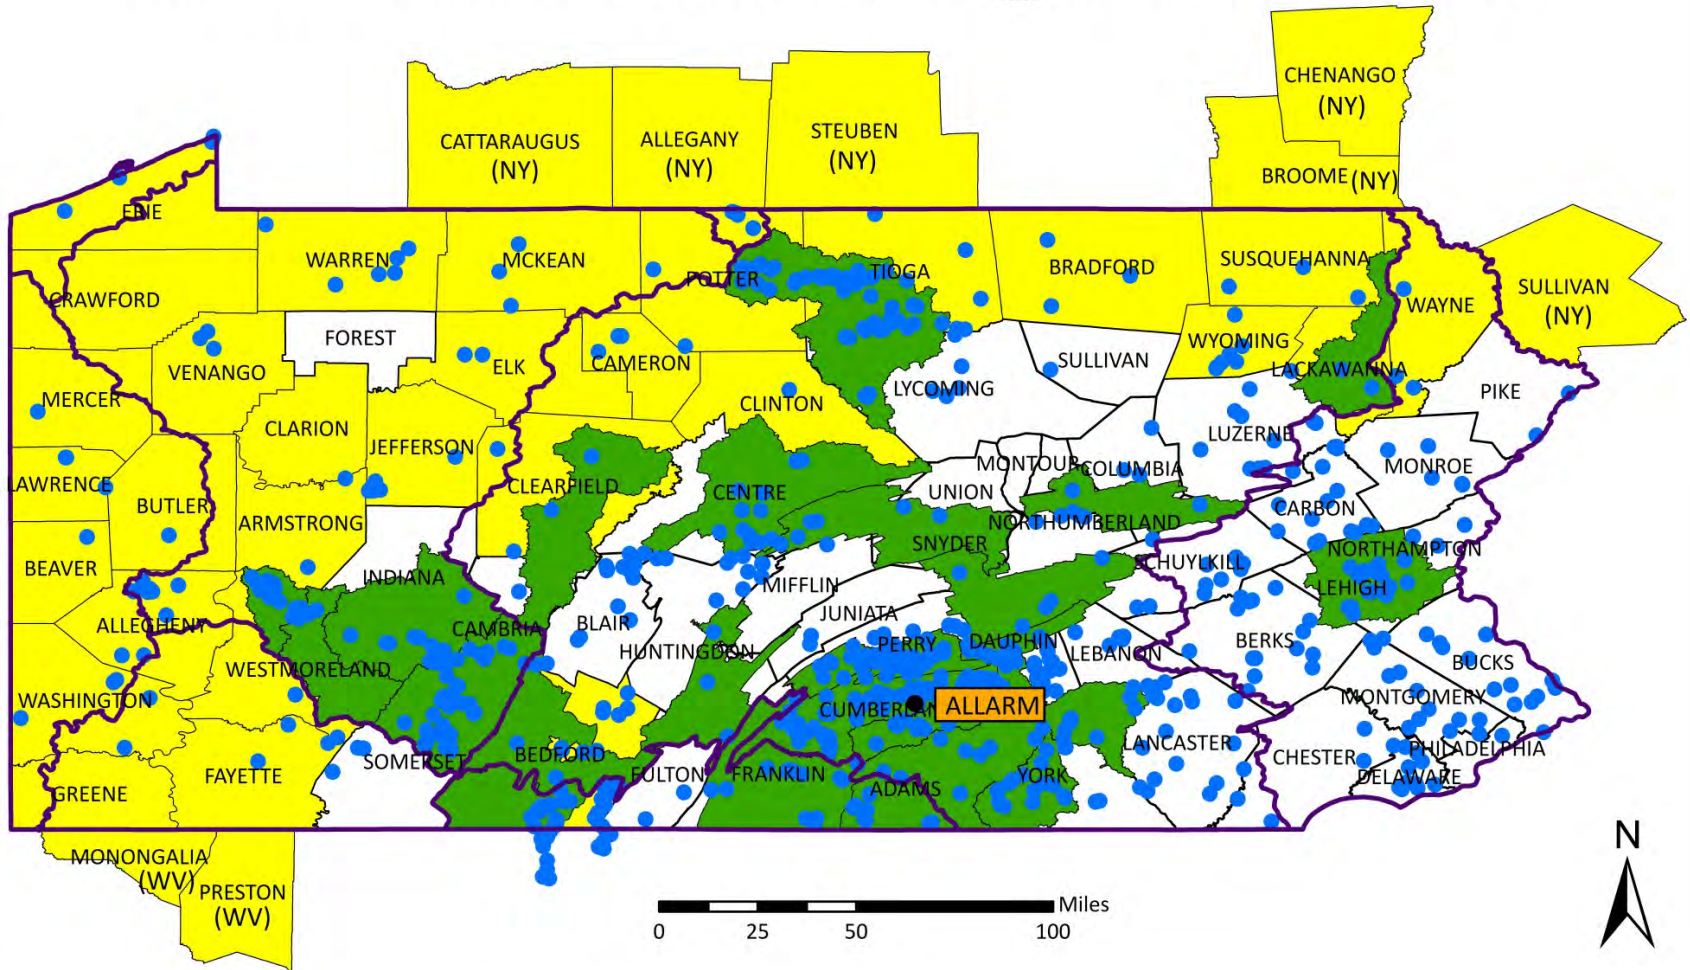 CHENANGO
(NY)
CATTARAUGUS
(NY)
ALLEGANY
(NY)
STEUBEN
(NY)
BROOME (NY)
ERIE
WARREN
MCKEAN
POTTER
TIOGA
BRADFORD
SUSQUEHANNA
WAYNE
SULLIVAN
(NY)
CRAWFORD
FOREST
VENANGO
ELK
CAMERON
LYCOMING
SULLIVAN
WYOMING
LACKAWANNA
PIKE
MERCER
CLARION
JEFFERSON
CLINTON
LUZERNE
MONROE
LAWRENCE
BUTLER
ARMSTRONG
CLEARFIELD
CENTRE
UNION
MONTOUR
COLUMBIA
CARBON
NORTHUMBERLAND
SNYDER
SCHUYLKILL
NORTHAMPTON
LEHIGH
BEAVER
INDIANA
MIFFLIN
JUNIATA
ALLEGHENY
CAMBRIA
BLAIR
HUNTINGDON
PERRY
DAUPHIN
LEBANON
BERKS
BUCKS
WESTMORELAND
WASHINGTON
CUMBERLAN
ALLARM
MONTGOMERY
LANCASTER
CHESTER
PHILADELPHIA
DELAWARE
SOMERSET
BEDFORD
FULTON
FRANKLIN
ADAMS
YORK
FAYETTE
GREENE
MONONGALIA
(WV)
PRESTON
(WV)
N
Miles
0 25 50 100